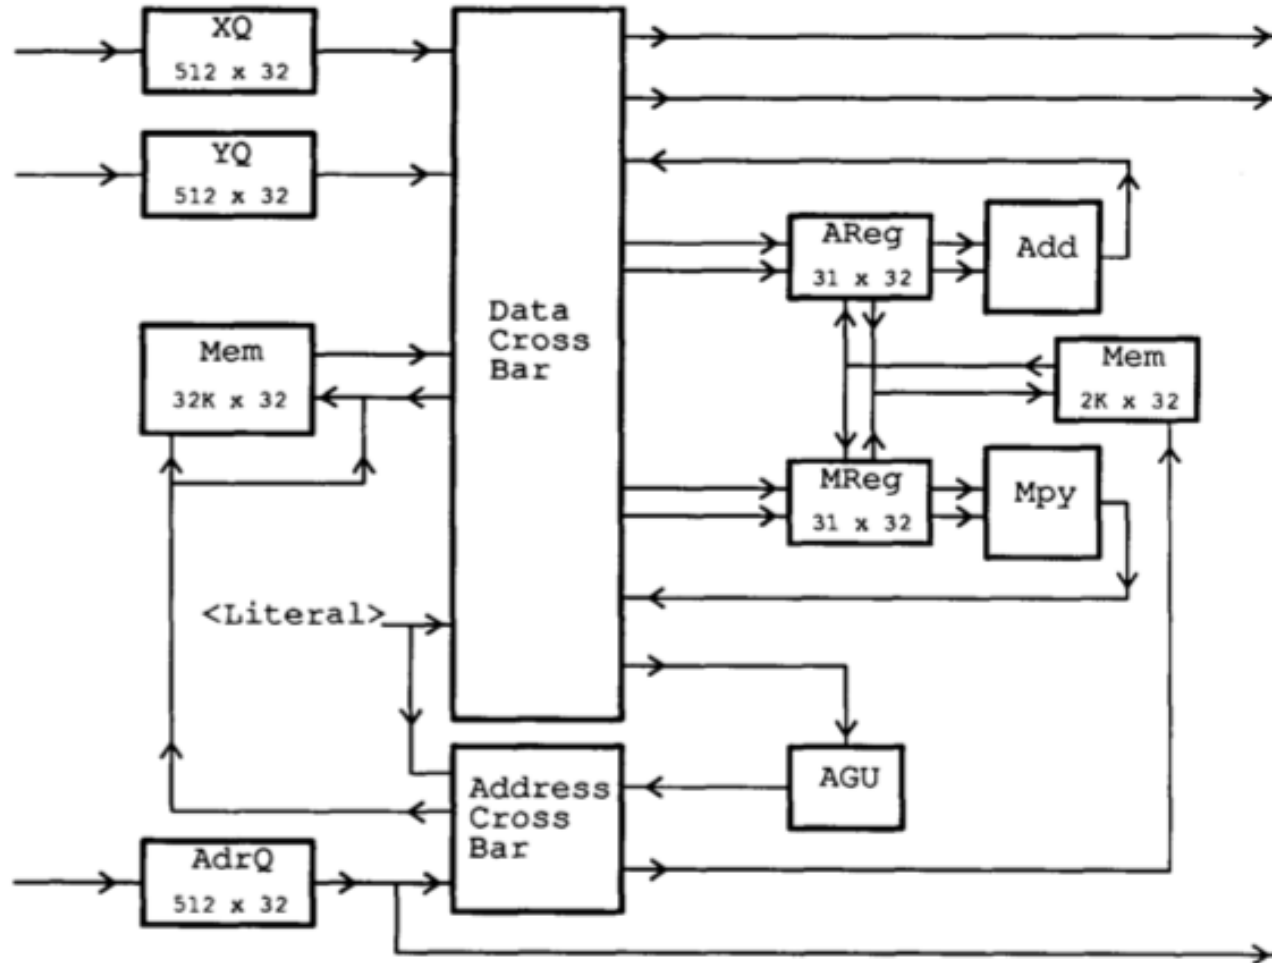 XQ
512 x 32
YQ
512 x 32
Data
Cross
Bar
AReg
31 x 32
Add
Mem
32K x 32
Mem
2K x 32
MReg
31 x 32
Mpy
<Literal>
Address
Cross
Bar
AGU
AdrQ
512 x 32